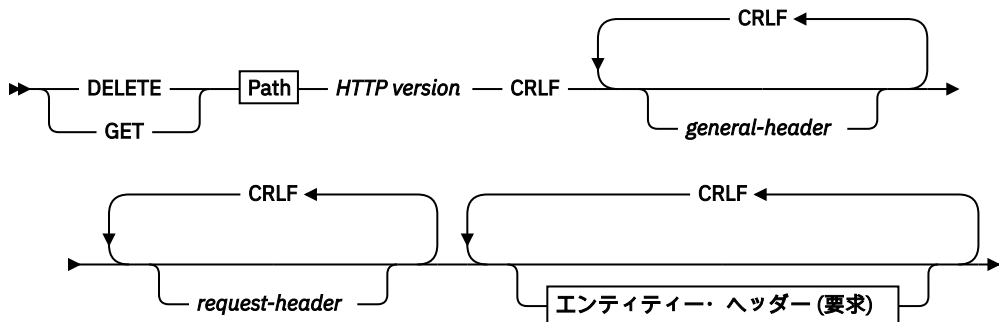 CRLF
DELETE Path HTTP version CRLF
GET general-header
CRLF CRLF
request-header エンティティー・ヘッダー (要求)